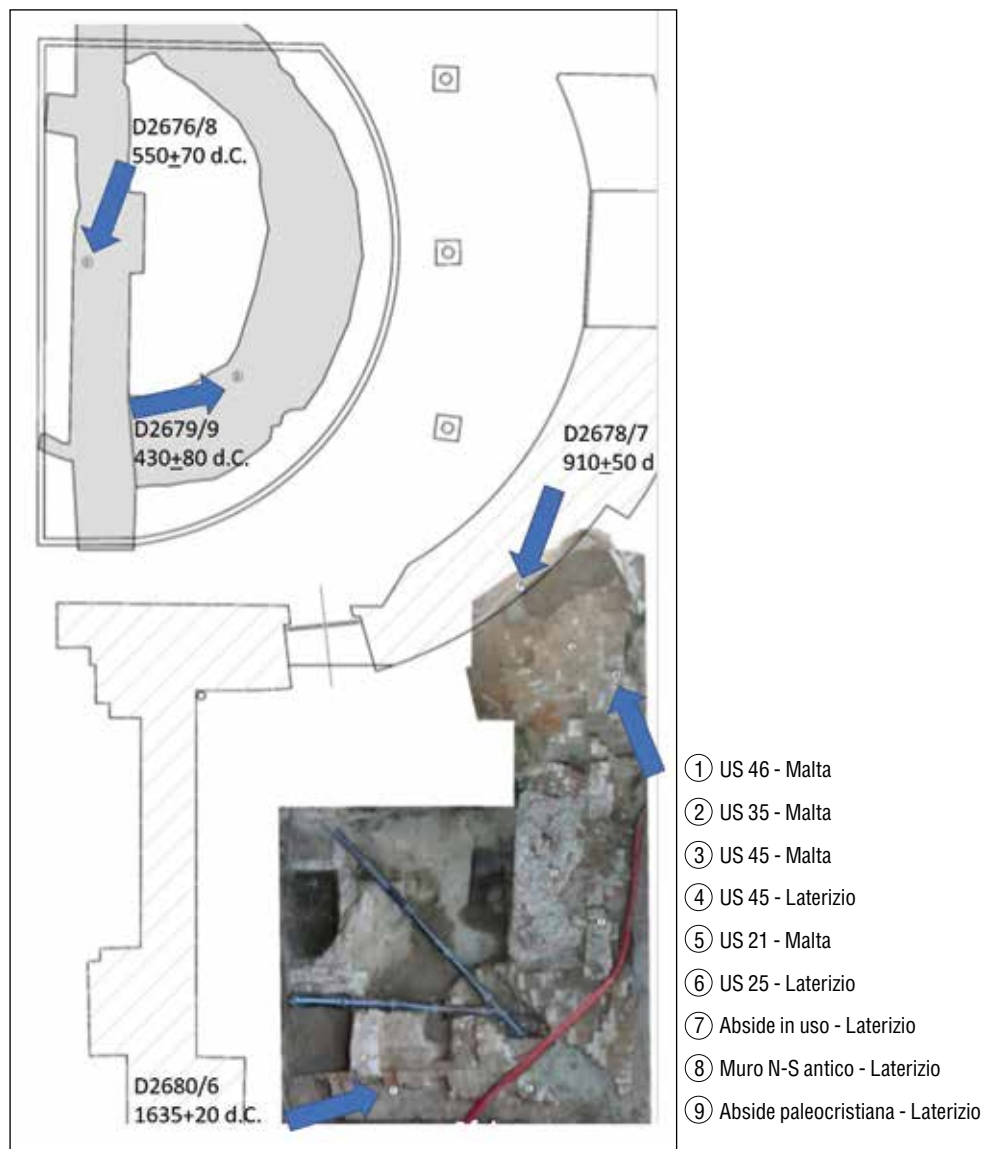 D2676/8
550±70 d.C.
D2679/9
430±80 d.C.
D2678/7
910±50 d
D2680/6
1635+20 d.C.
① US 46 - Malta
② US 35 - Malta
③ US 45 - Malta
④ US 45 - Laterizio
⑤ US 21 - Malta
⑥ US 25 - Laterizio
⑦ Abside in uso - Laterizio
⑧ Muro N-S antico - Laterizio
⑨ Abside paleocristiana - Laterizio